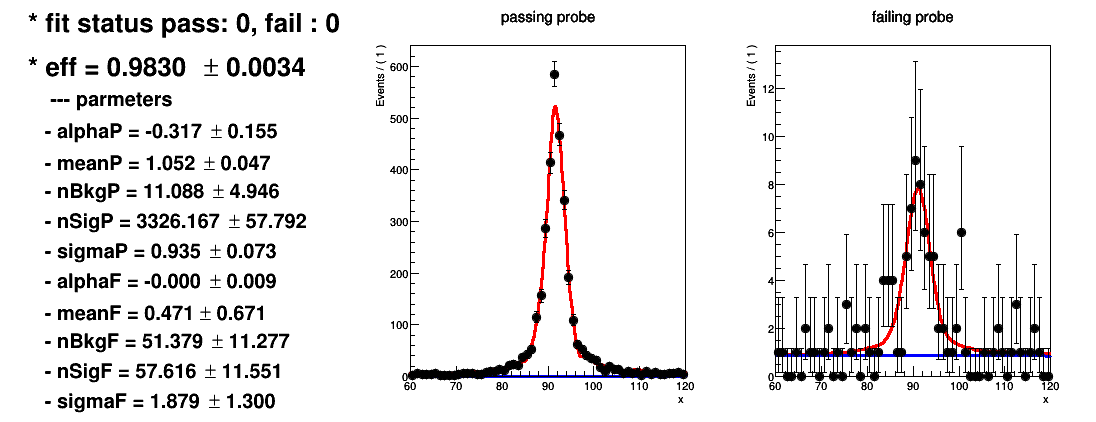 * fit status pass: 0, fail : 0
* eff = 0.9830 ± 0.0034
--- parmeters
- alphaP = -0.317 ± 0.155
- meanP = 1.052 ± 0.047
- nBkgP = 11.088 ± 4.946
- nSigP = 3326.167 ± 57.792
- sigmaP = 0.935 ± 0.073
- alphaF = -0.000 ± 0.009
- meanF = 0.471 ± 0.671
- nBkgF = 51.379 ± 11.277
- nSigF = 57.616 ± 11.551
- sigmaF = 1.879 ± 1.300
passing probe
Events / ( 1 )
600
500
400
300
200
100
0
60 70 80 90 100 110 120
x
failing probe
Events / ( 1 )
12
10
8
6
4
2
0
60 70 80 90 100 110 120
x